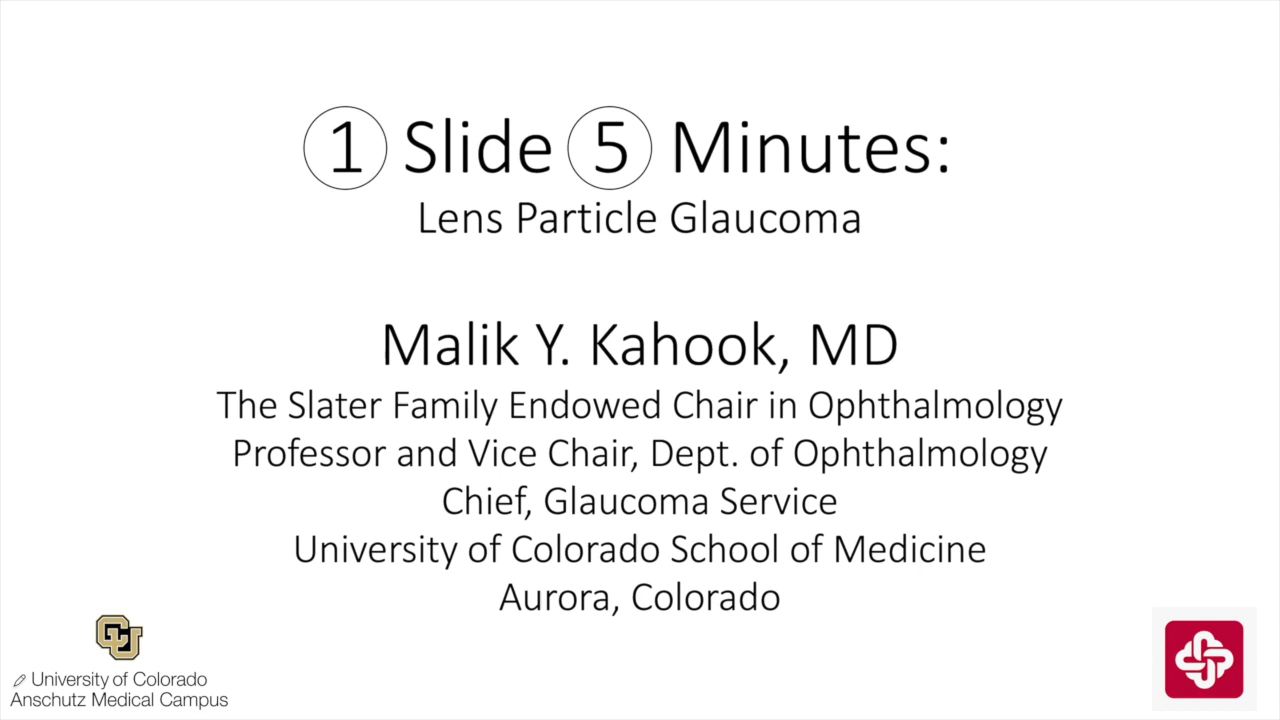 1 Slide 5 Minutes:
Lens Particle Glaucoma
Malik Y. Kahook, MD
The Slater Family Endowed Chair in Ophthalmology
Professor and Vice Chair, Dept. of Ophthalmology
Chief, Glaucoma Service
University of Colorado School of Medicine
Aurora, Colorado
CU
University of Colorado
Anschutz Medical Campus